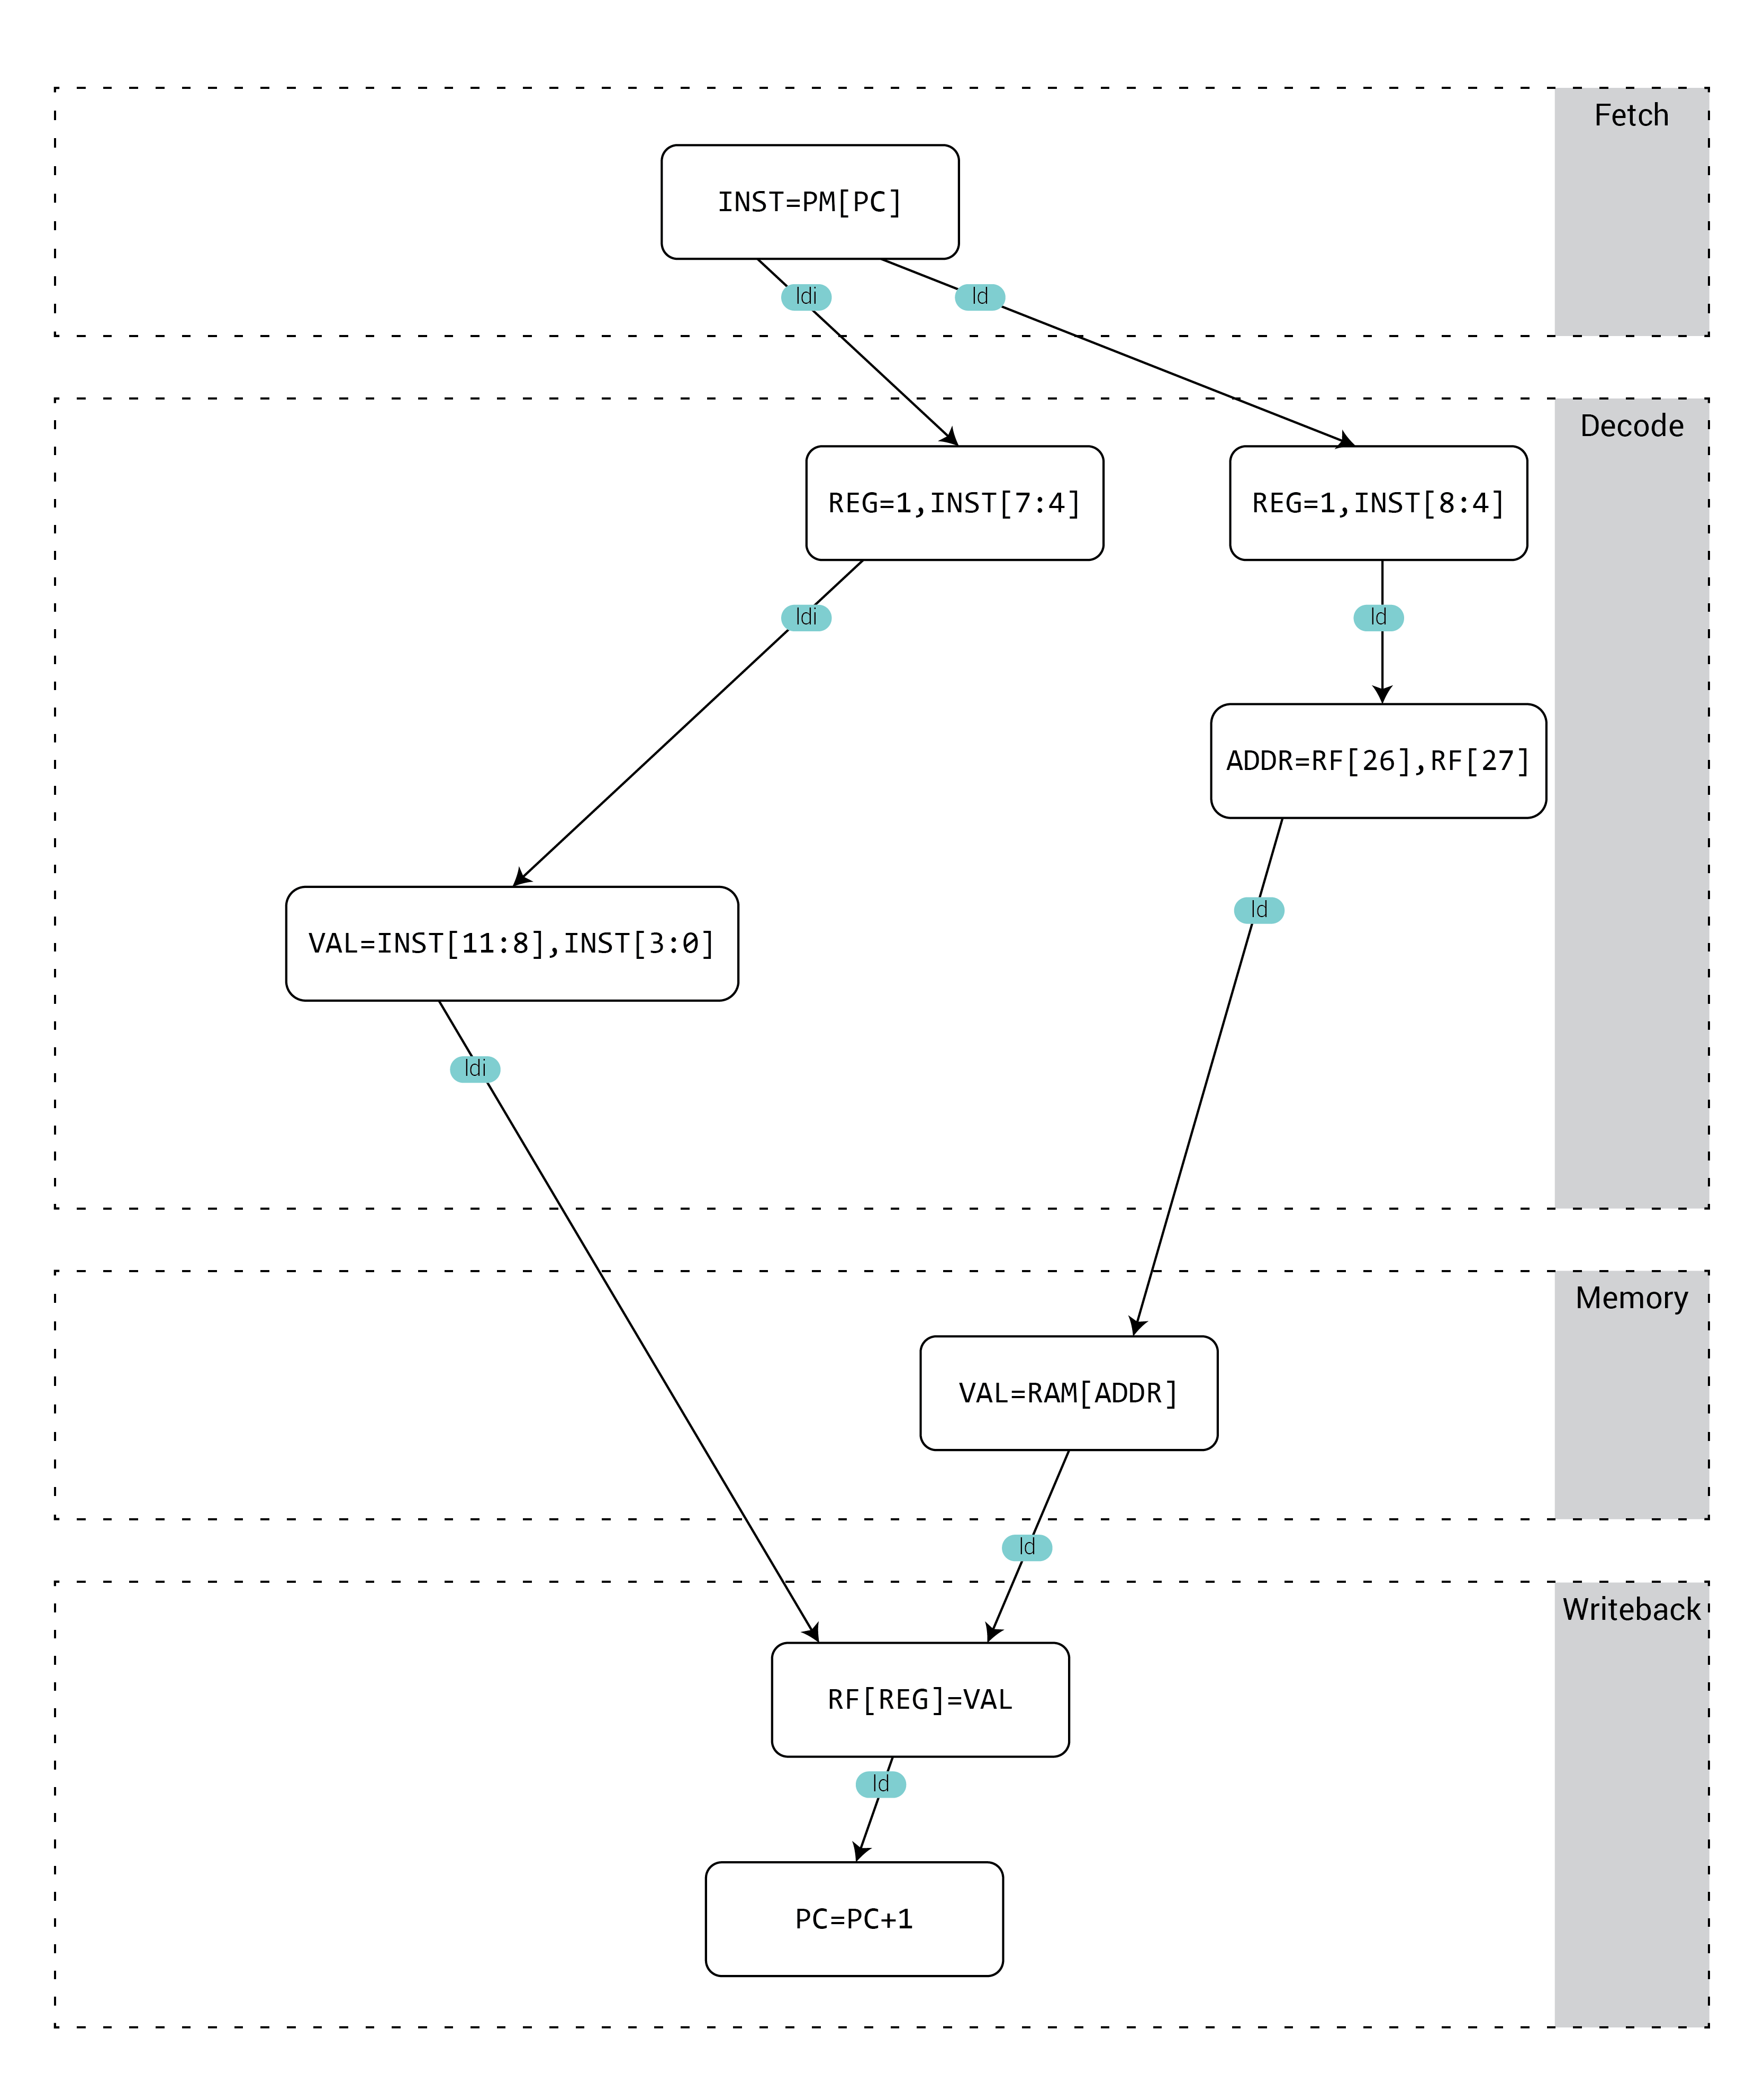 Fetch
INST=PM[PC]
ldi
ld
Decode
REG=1,INST[7:4]
REG=1,INST[8:4]
ldi
ld
ADDR=RF[26],RF[27]
ld
VAL=INST[11:8],INST[3:0]
ldi
Memory
VAL=RAM[ADDR]
ld
Writeback
RF[REG]=VAL
ld
PC=PC+1